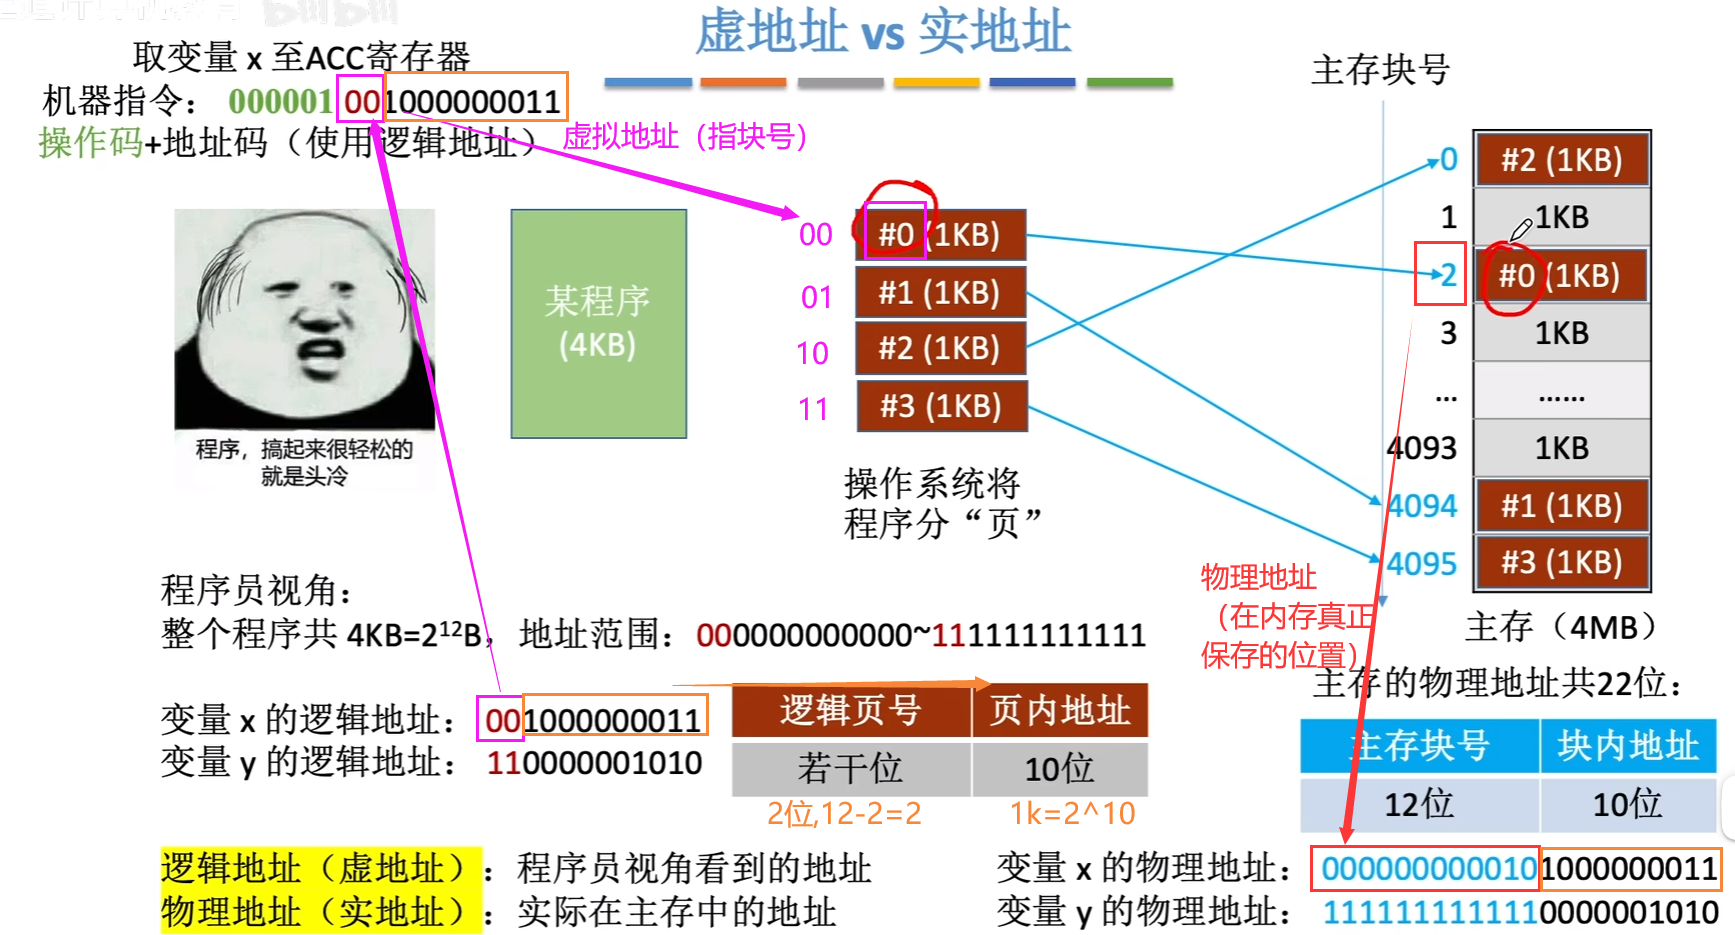 虚地址 vs 实地址
取变量 x 至ACC寄存器
机器指令： 000001 001000000011
操作码+地址码（使用逻辑地址）
虚拟地址（指块号）
程序，搞起来很轻松的
就是头冷
某程序
(4KB)
00 #0 (1KB)
01 #1 (1KB)
10 #2 (1KB)
11 #3 (1KB)
操作系统将
程序分“页”
主存块号
0 #2 (1KB)
1 1KB
2 #0 (1KB)
3 1KB
... ……
4093 1KB
4094 #1 (1KB)
4095 #3 (1KB)
主存（4MB）
物理地址
（在内存真正
保存的位置）
程序员视角：
整个程序共 4KB=2¹²B，地址范围：000000000000~111111111111
变量 x 的逻辑地址： 001000000011
变量 y 的逻辑地址： 110000001010
逻辑页号 页内地址
若干位 10位
2位,12-2=2 1k=2^10
主存的物理地址共22位：
主存块号 块内地址
12位 10位
逻辑地址（虚地址）：程序员视角看到的地址
物理地址（实地址）：实际在主存中的地址
变量 x 的物理地址： 0000000000101000000011
变量 y 的物理地址： 1111111111110000001010